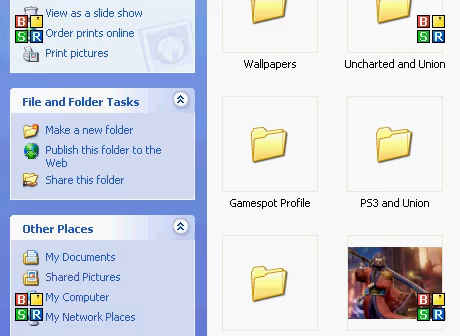 View as a slide show
Order prints online
Print pictures
File and Folder Tasks
Make a new folder
Publish this folder to the
Web
Share this folder
Other Places
My Documents
Shared Pictures
My Computer
My Network Places
Wallpapers
Uncharted and Union
Gamespot Profile
PS3 and Union
B
S R
B
S R
B
S R
B
S R